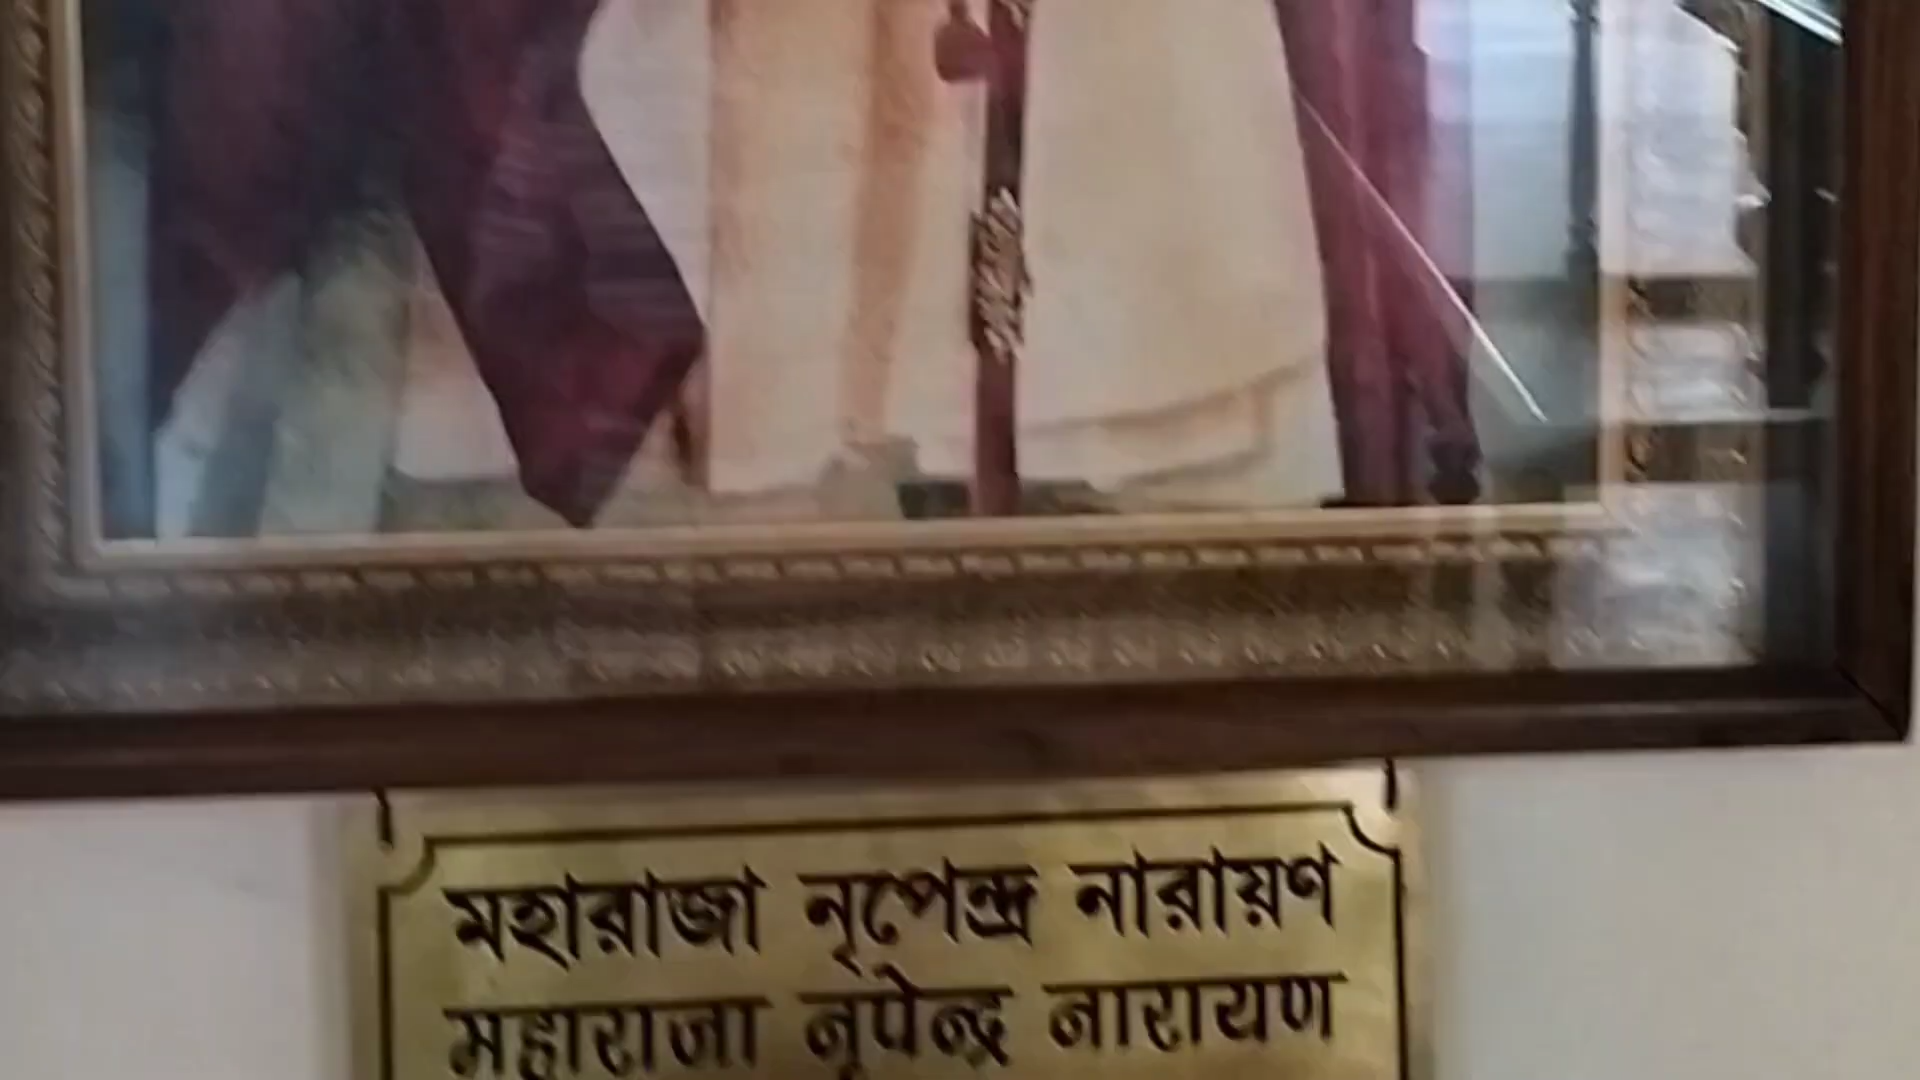 মহারাজা নৃপেন্দ্র নারায়ণ
महाराजा नृपेन्द्र नारायण